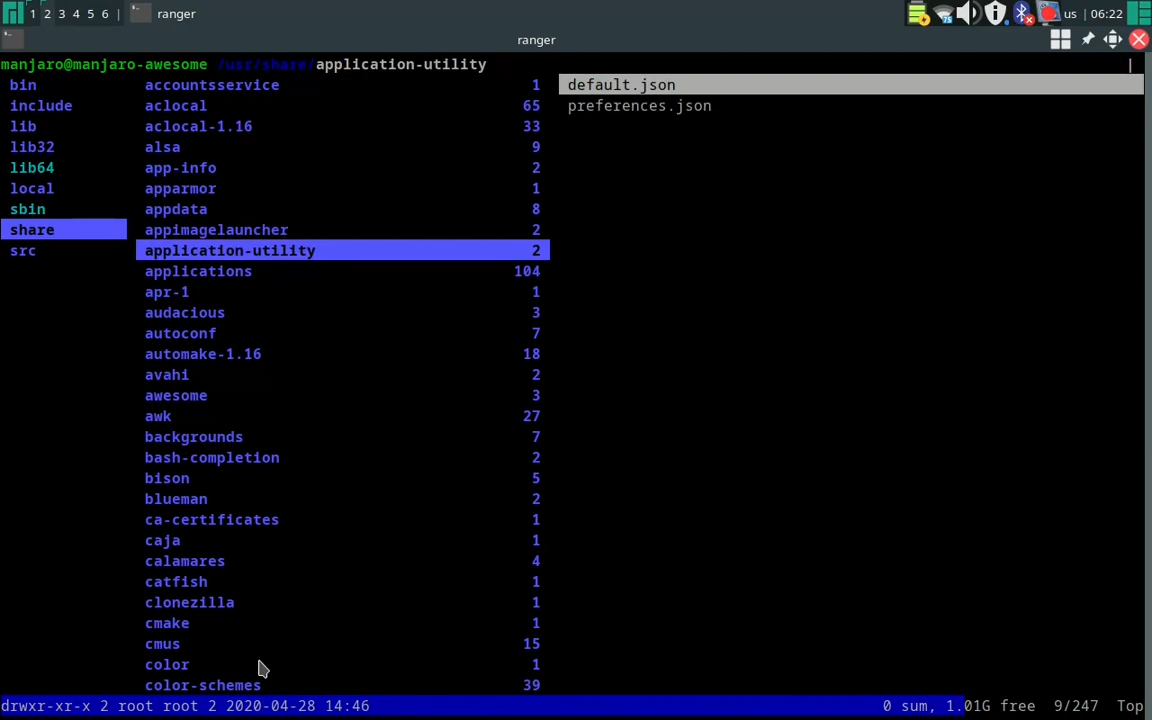 1 2 3 4 5 6 | ranger us | 06:22
75
ranger
manjaro@manjaro-awesome /usr/share/application-utility |
bin accountsservice 1 default.json
include aclocal 65 preferences.json
lib aclocal-1.16 33
lib32 alsa 9
lib64 app-info 2
local apparmor 1
sbin appdata 8
share appimagelauncher 2
src application-utility 2
applications 104
apr-1 1
audacious 3
autoconf 7
automake-1.16 18
avahi 2
awesome 3
awk 27
backgrounds 7
bash-completion 2
bison 5
blueman 2
ca-certificates 1
caja 1
calamares 4
catfish 1
clonezilla 1
cmake 1
cmus 15
color 1
color-schemes 39
drwxr-xr-x 2 root root 2 2020-04-28 14:46 0 sum, 1.01G free 9/247 Top